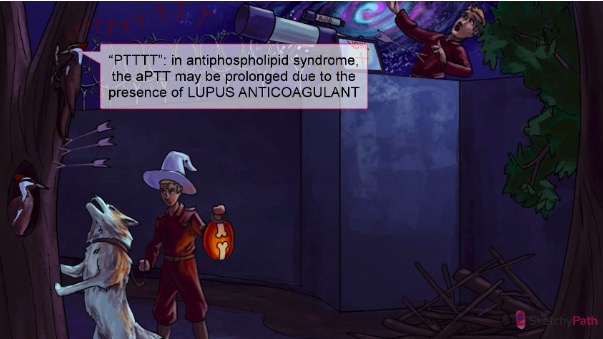 “PTTTT”: in antiphospholipid syndrome,
the aPTT may be prolonged due to the
presence of LUPUS ANTICOAGULANT
SketchyPath